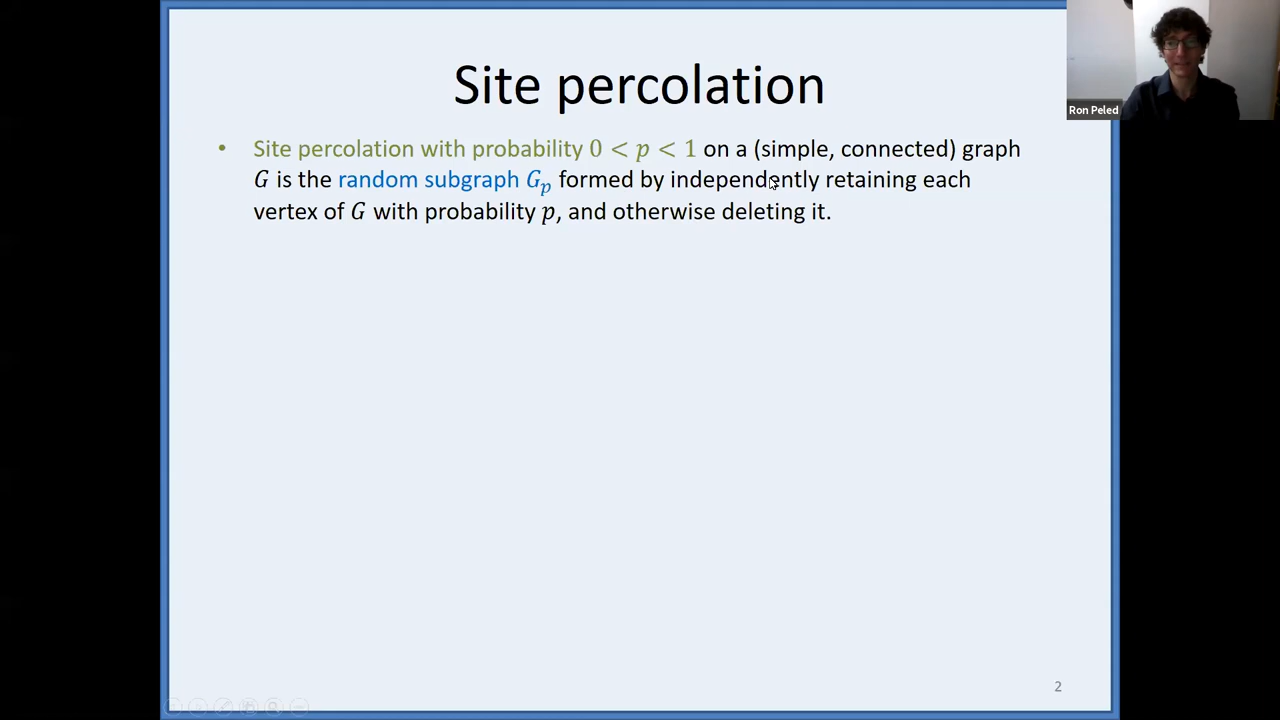 Site percolation
Ron Peled
• Site percolation with probability 0 < p < 1 on a (simple, connected) graph
G is the random subgraph Gₚ formed by independently retaining each
vertex of G with probability p, and otherwise deleting it.
2